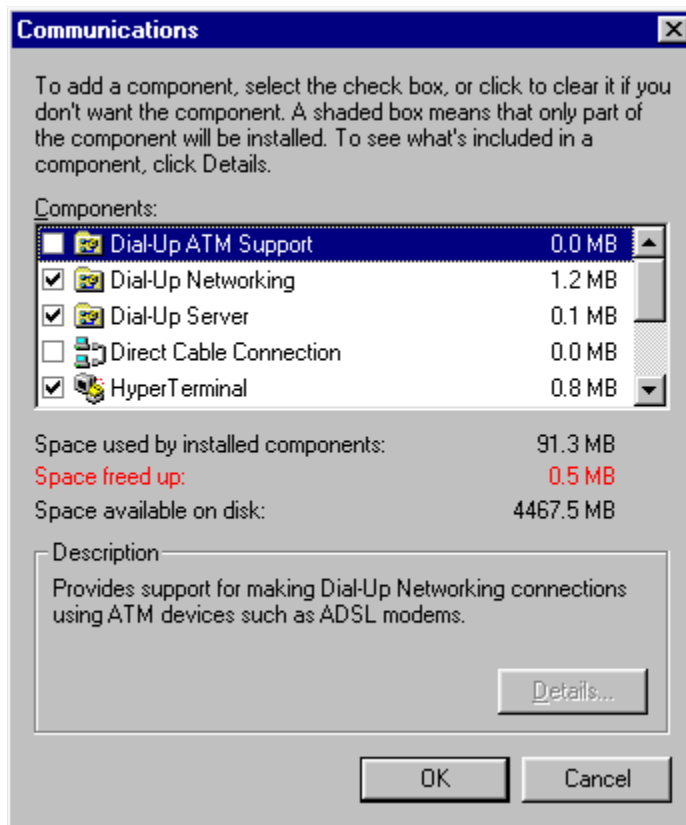 Communications
To add a component, select the check box, or click to clear it if you
don't want the component. A shaded box means that only part of
the component will be installed. To see what's included in a
component, click Details.
Components:
Dial-Up ATM Support 0.0 MB
Dial-Up Networking 1.2 MB
Dial-Up Server 0.1 MB
Direct Cable Connection 0.0 MB
HyperTerminal 0.8 MB
Space used by installed components: 91.3 MB
Space freed up: 0.5 MB
Space available on disk: 4467.5 MB
Description
Provides support for making Dial-Up Networking connections
using ATM devices such as ADSL modems.
Details...
OK Cancel